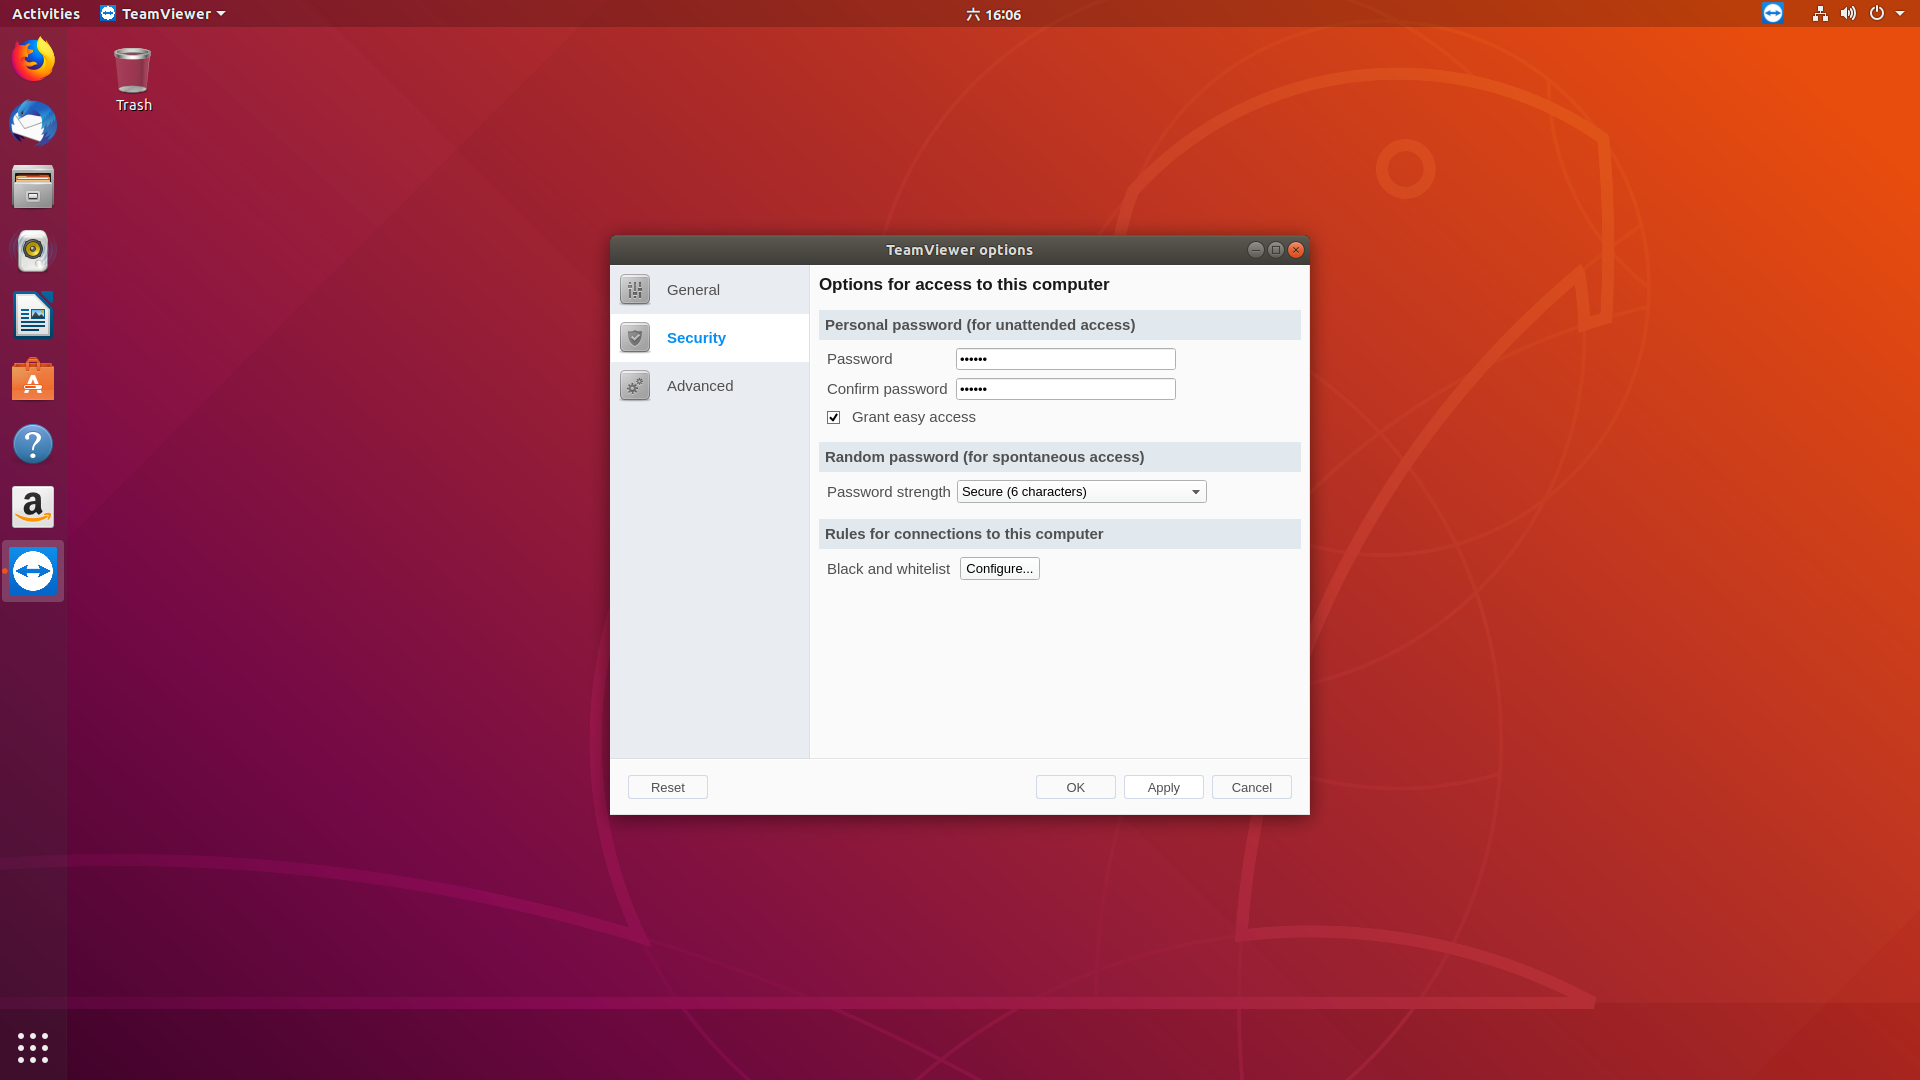 Activities
TeamViewer
六 16:06
Trash
TeamViewer options
General
Security
Advanced
Options for access to this computer
Personal password (for unattended access)
Password ••••••
Confirm password ••••••
Grant easy access
Random password (for spontaneous access)
Password strength Secure (6 characters)
Rules for connections to this computer
Black and whitelist Configure...
Reset
OK
Apply
Cancel